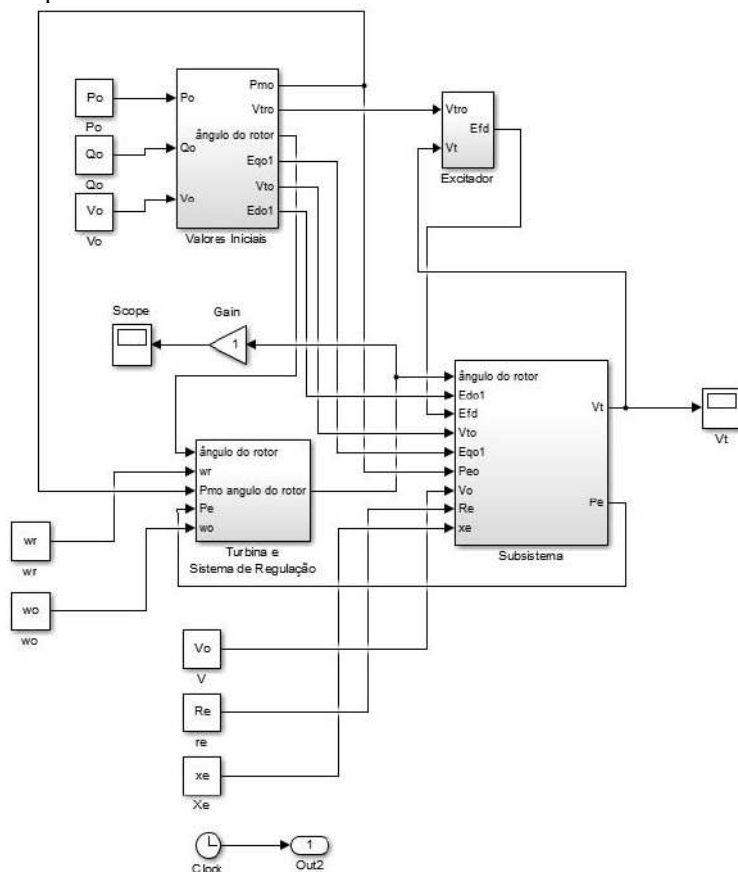 Pmo
Po
Po
Po
Vtro
Vtro
Efd
ângulo do rotor
Qo
Qo
Qo
Eqo1
Vt
Vto
Excitador
Vo
Vo
Vo
Edo1
Valores Iniciais
Scope
Gain
1
ângulo do rotor
Edo1
Efd
Vto
Eqo1
Peo
Vo
Re
xe
Vt
Pe
Subsistema
Vt
ângulo do rotor
wr
Pmo angulo do rotor
Pe
wo
Turbina e
Sistema de Regulação
wr
wr
wo
wo
Vo
V
Re
re
xe
Xe
Clock
1
Out2